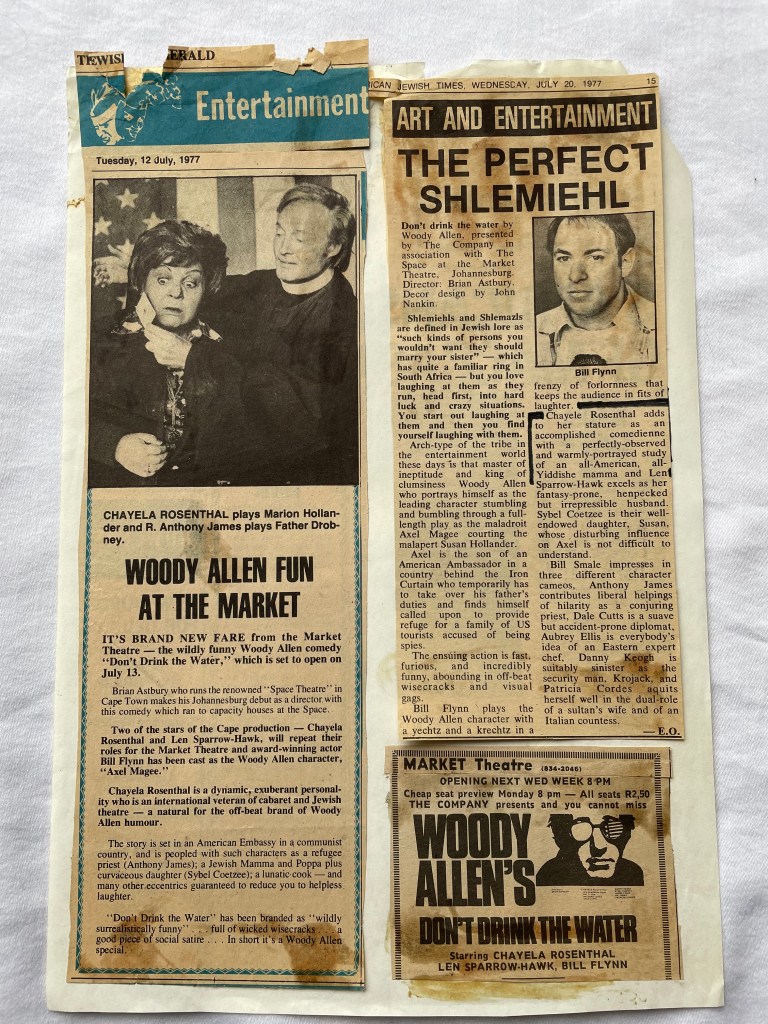 ERALD
Entertainment
Tuesday, 12 July, 1977
CHAYELA ROSENTHAL plays Marion Hollan-
der and R. Anthony James plays Father Drob-
ney.
WOODY ALLEN FUN
AT THE MARKET
IT'S BRAND NEW FARE from the Market
Theatre — the wildly funny Woody Allen comedy
"Don't Drink the Water," which is set to open on
July 13.
Brian Astbury who runs the renowned "Space Theatre" in
Cape Town makes his Johannesburg debut as a director with
this comedy which ran to capacity houses at the Space.
Two of the stars of the Cape production — Chayela
Rosenthal and Len Sparrow-Hawk, will repeat their
roles for the Market Theatre and award-winning actor
Bill Flynn has been cast as the Woody Allen character,
"Axel Magee."
Chayela Rosenthal is a dynamic, exuberant personal-
ity who is an international veteran of cabaret and Jewish
theatre — a natural for the off-beat brand of Woody
Allen humour.
The story is set in an American Embassy in a communist
country, and is peopled with such characters as a refugee
priest (Anthony James); a Jewish Mamma and Poppa plus
curvaceous daughter (Sybel Coetzee); a lunatic cook — and
many other eccentrics guaranteed to reduce you to helpless
laughter.
"Don't Drink the Water" has been branded as "wildly
surrealistically funny" . . . full of wicked wisecracks . . . a
good piece of social satire . . . In short it's a Woody Allen
special.
RICAN JEWISH TIMES, WEDNESDAY, JULY 20, 1977 15
ART AND ENTERTAINMENT
THE PERFECT
SHLEMIEHL
Don't drink the water by
Woody Allen, presented
by The Company in
association with The
Space at the Market
Theatre, Johannesburg.
Director: Brian Astbury.
Decor design by John
Nankin.
Shlemiehls and Shlemazls
are defined in Jewish lore as
"such kinds of persons you
wouldn't want they should
marry your sister" — which
has quite a familiar ring in
South Africa — but you love
laughing at them as they
run, head first, into hard
luck and crazy situations.
You start out laughing at
them and then you find
yourself laughing with them.
Arch-type of the tribe in
the entertainment world
these days is that master of
ineptitude and king of
clumsiness Woody Allen
who portrays himself as the
leading character stumbling
and bumbling through a full-
length play as the maladroit
Axel Magee courting the
malapert Susan Hollander.
Axel is the son of an
American Ambassador in a
country behind the Iron
Curtain who temporarily has
to take over his father's
duties and finds himself
called upon to provide
refuge for a family of US
tourists accused of being
spies.
The ensuing action is fast,
furious, and incredibly
funny, abounding in off-beat
wisecracks and visual
gags.
Bill Flynn plays the
Woody Allen character with
a yechtz and a krechtz in a
Bill Flynn
frenzy of forlornness that
keeps the audience in fits of
laughter.
Chayele Rosenthal adds
to her stature as an
accomplished comedienne
with a perfectly-observed
and warmly-portrayed study
of an all-American, all-
Yiddishe mamma and Len
Sparrow-Hawk excels as her
fantasy-prone, henpecked
but irrepressible husband.
Sybel Coetzee is their well-
endowed daughter, Susan,
whose disturbing influence
on Axel is not difficult to
understand.
Bill Smale impresses in
three different character
cameos, Anthony James
contributes liberal helpings
of hilarity as a conjuring
priest, Dale Cutts is a suave
but accident-prone diplomat,
Aubrey Ellis is everybody's
idea of an Eastern expert
chef, Danny Keogh is
suitably sinister as the
security man, Krojack, and
Patricia Cordes aquits
herself well in the dual-role
of a sultan's wife and of an
Italian countess.
— E.O.
MARKET Theatre (834-2046)
OPENING NEXT WED WEEK 8 PM
Cheap seat preview Monday 8 pm — All seats R2,50
THE COMPANY presents and you cannot miss
WOODY
ALLEN'S
DON'T DRINK THE WATER
Starring CHAYELA ROSENTHAL
LEN SPARROW-HAWK, BILL FLYNN